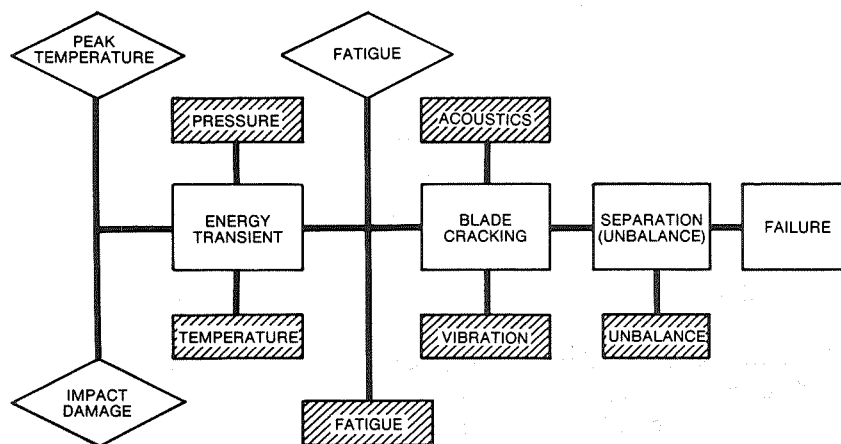 PEAK
TEMPERATURE
FATIGUE
PRESSURE
ACOUSTICS
ENERGY
TRANSIENT
BLADE
CRACKING
SEPARATION
(UNBALANCE)
FAILURE
TEMPERATURE
VIBRATION
UNBALANCE
IMPACT
DAMAGE
FATIGUE